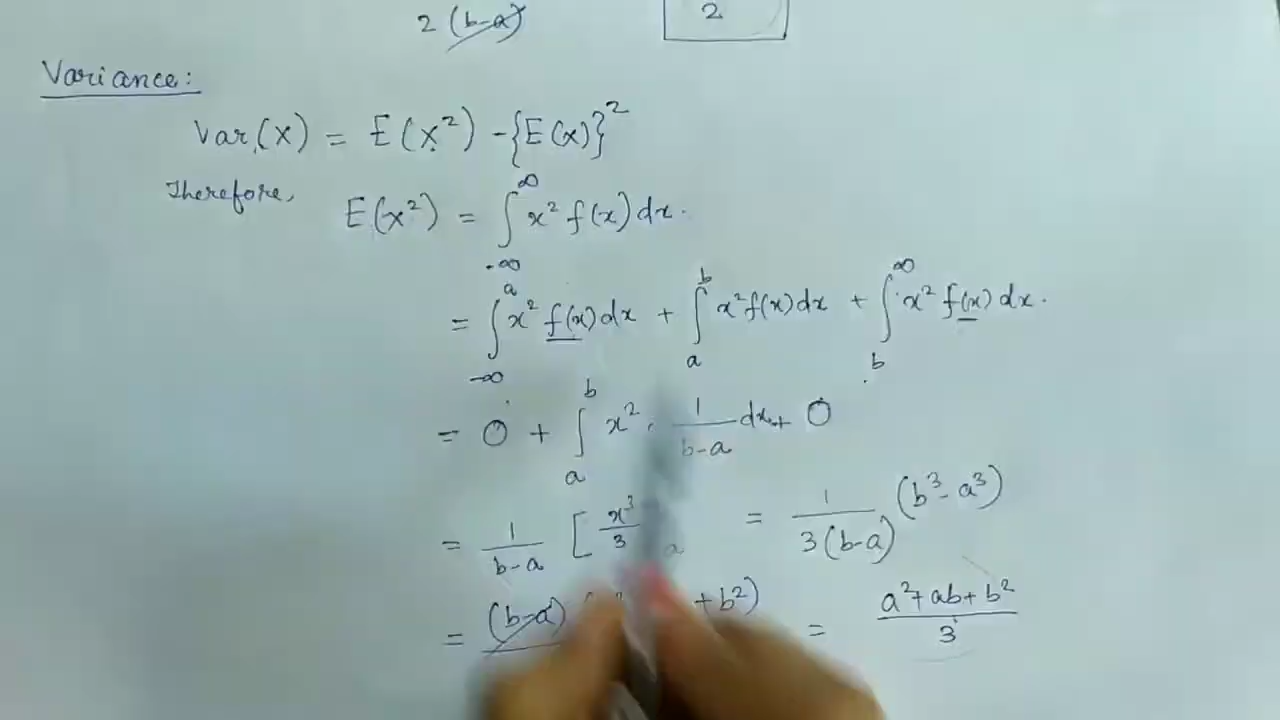 2 (b-a) 2
Variance:
Var(X) = E(X²) - {E(X)}²
Therefore,
E(x²) = ∫_{-∞}^{∞} x² f(x) dx.
= ∫_{-∞}^{a} x² f(x) dx + ∫_{a}^{b} x² f(x) dx + ∫_{b}^{∞} x² f(x) dx.
= 0 + ∫_{a}^{b} x² · 1/(b-a) dx + 0
= 1/(b-a) [x³/3 a = 1/(3(b-a)) (b³-a³)
= (b-a) ( + b²) = (a²+ab+b²)/3